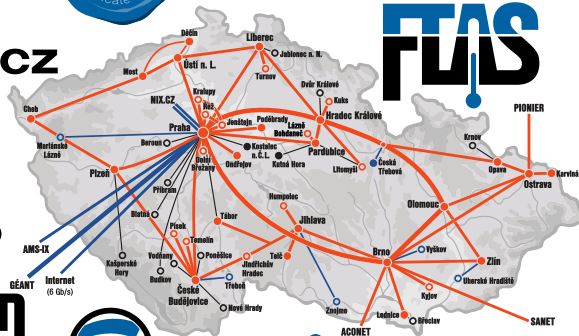 cate
CZ
FTAS
Děčín
Liberec
Jablonec n. N.
Ústí n. L.
Most
Turnov
Dvůr Králové
Kralupy
Kuks
Cheb
NIX.CZ
Řež
PIONIER
Hradec Králové
Jenštejn
Poděbrady
Lázně
Bohdaneč
Praha
Mariánské
Lázně
Beroun
Kostelec
n. Č. L.
Pardubice
Krnov
Dolní
Břežany
Ondřejov
Kutná Hora
Litomyšl
Česká
Třebová
Opava
Karviná
Ostrava
Plzeň
Příbram
Blatná
Tábor
Humpolec
Jihlava
Olomouc
AMS-IX
Písek
Temelín
Vyškov
Brno
Zlín
GÉANT
Internet
(6 Gb/s)
Kašperské
Hory
Vodňany
Poněšice
Budkov
Jindřichův
Hradec
Telč
Uherské Hradiště
České
Budějovice
Třeboň
Nové Hrady
Znojmo
Kyjov
Lednice
Břeclav
ACONET
SANET